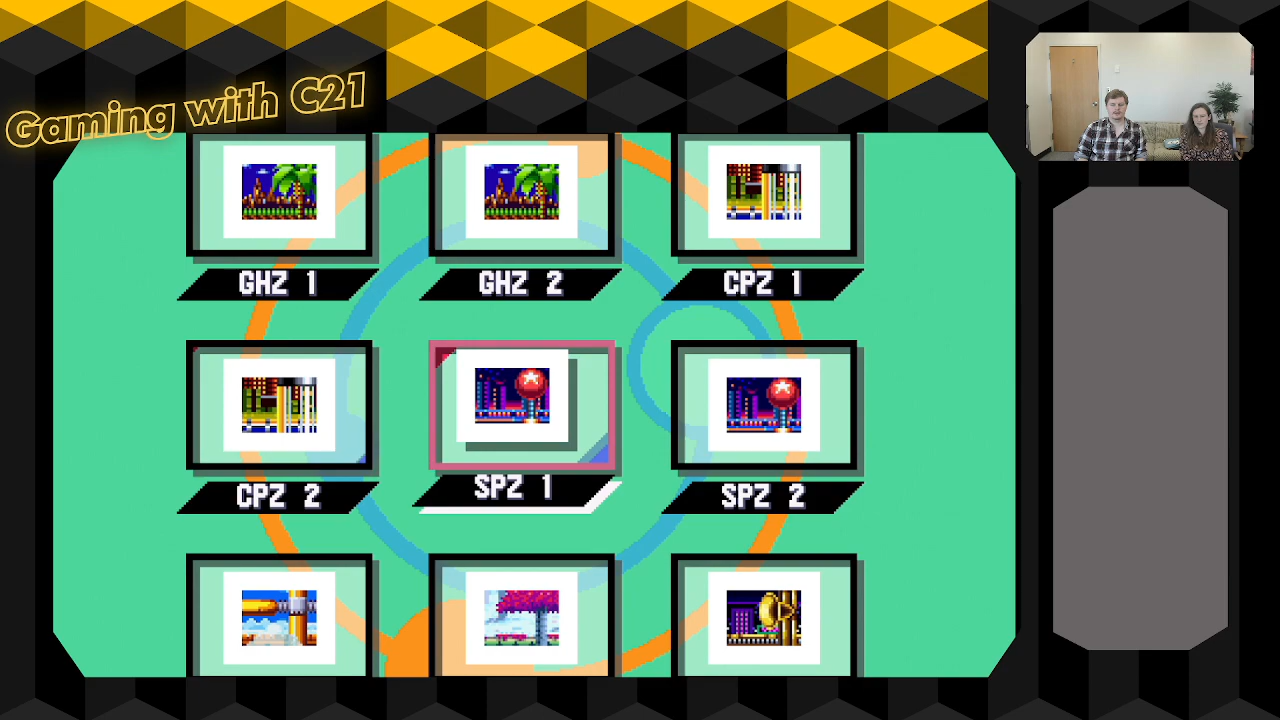 Gaming with C21
GHZ 1
GHZ 2
CPZ 1
CPZ 2
SPZ 1
SPZ 2